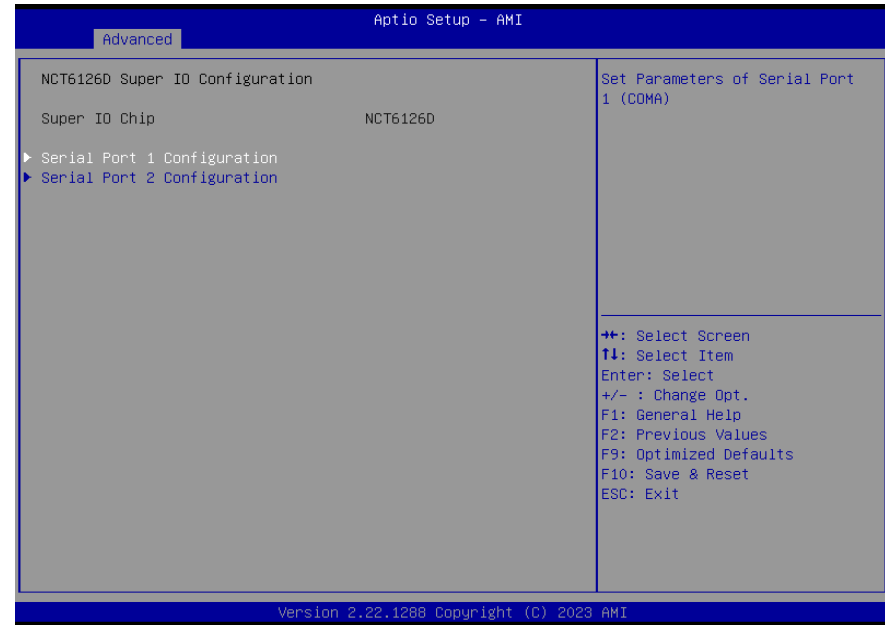 Aptio Setup - AMI
Advanced
NCT6126D Super IO Configuration
Super IO Chip NCT6126D
▶ Serial Port 1 Configuration
▶ Serial Port 2 Configuration
Set Parameters of Serial Port
1 (COMA)
→←: Select Screen
↑↓: Select Item
Enter: Select
+/- : Change Opt.
F1: General Help
F2: Previous Values
F9: Optimized Defaults
F10: Save & Reset
ESC: Exit
Version 2.22.1288 Copyright (C) 2023 AMI